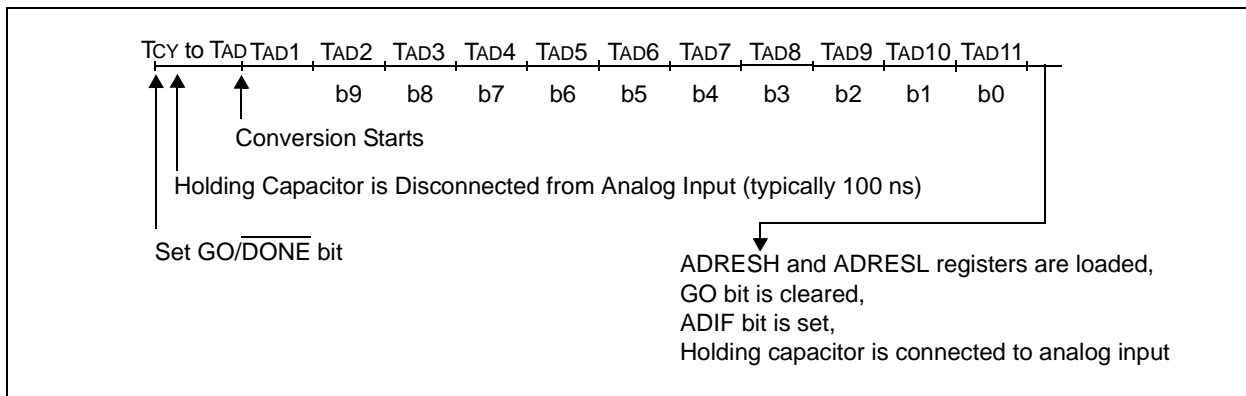 TCY to TAD TAD1 TAD2 TAD3 TAD4 TAD5 TAD6 TAD7 TAD8 TAD9 TAD10 TAD11
b9 b8 b7 b6 b5 b4 b3 b2 b1 b0
Conversion Starts
Holding Capacitor is Disconnected from Analog Input (typically 100 ns)
Set GO/DONE bit
ADRESH and ADRESL registers are loaded,
GO bit is cleared,
ADIF bit is set,
Holding capacitor is connected to analog input